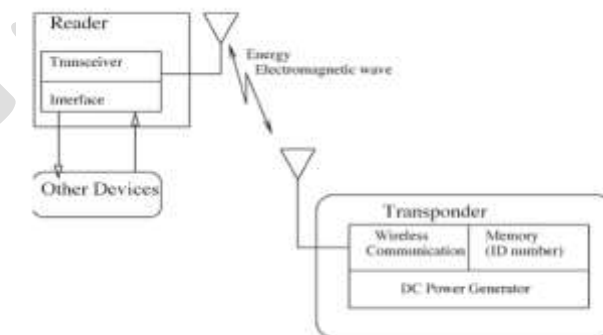 Reader
Transceiver
Interface
Energy
Electromagnetic wave
Other Devices
Transponder
Wireless
Communication
Memory
(ID number)
DC Power Generator